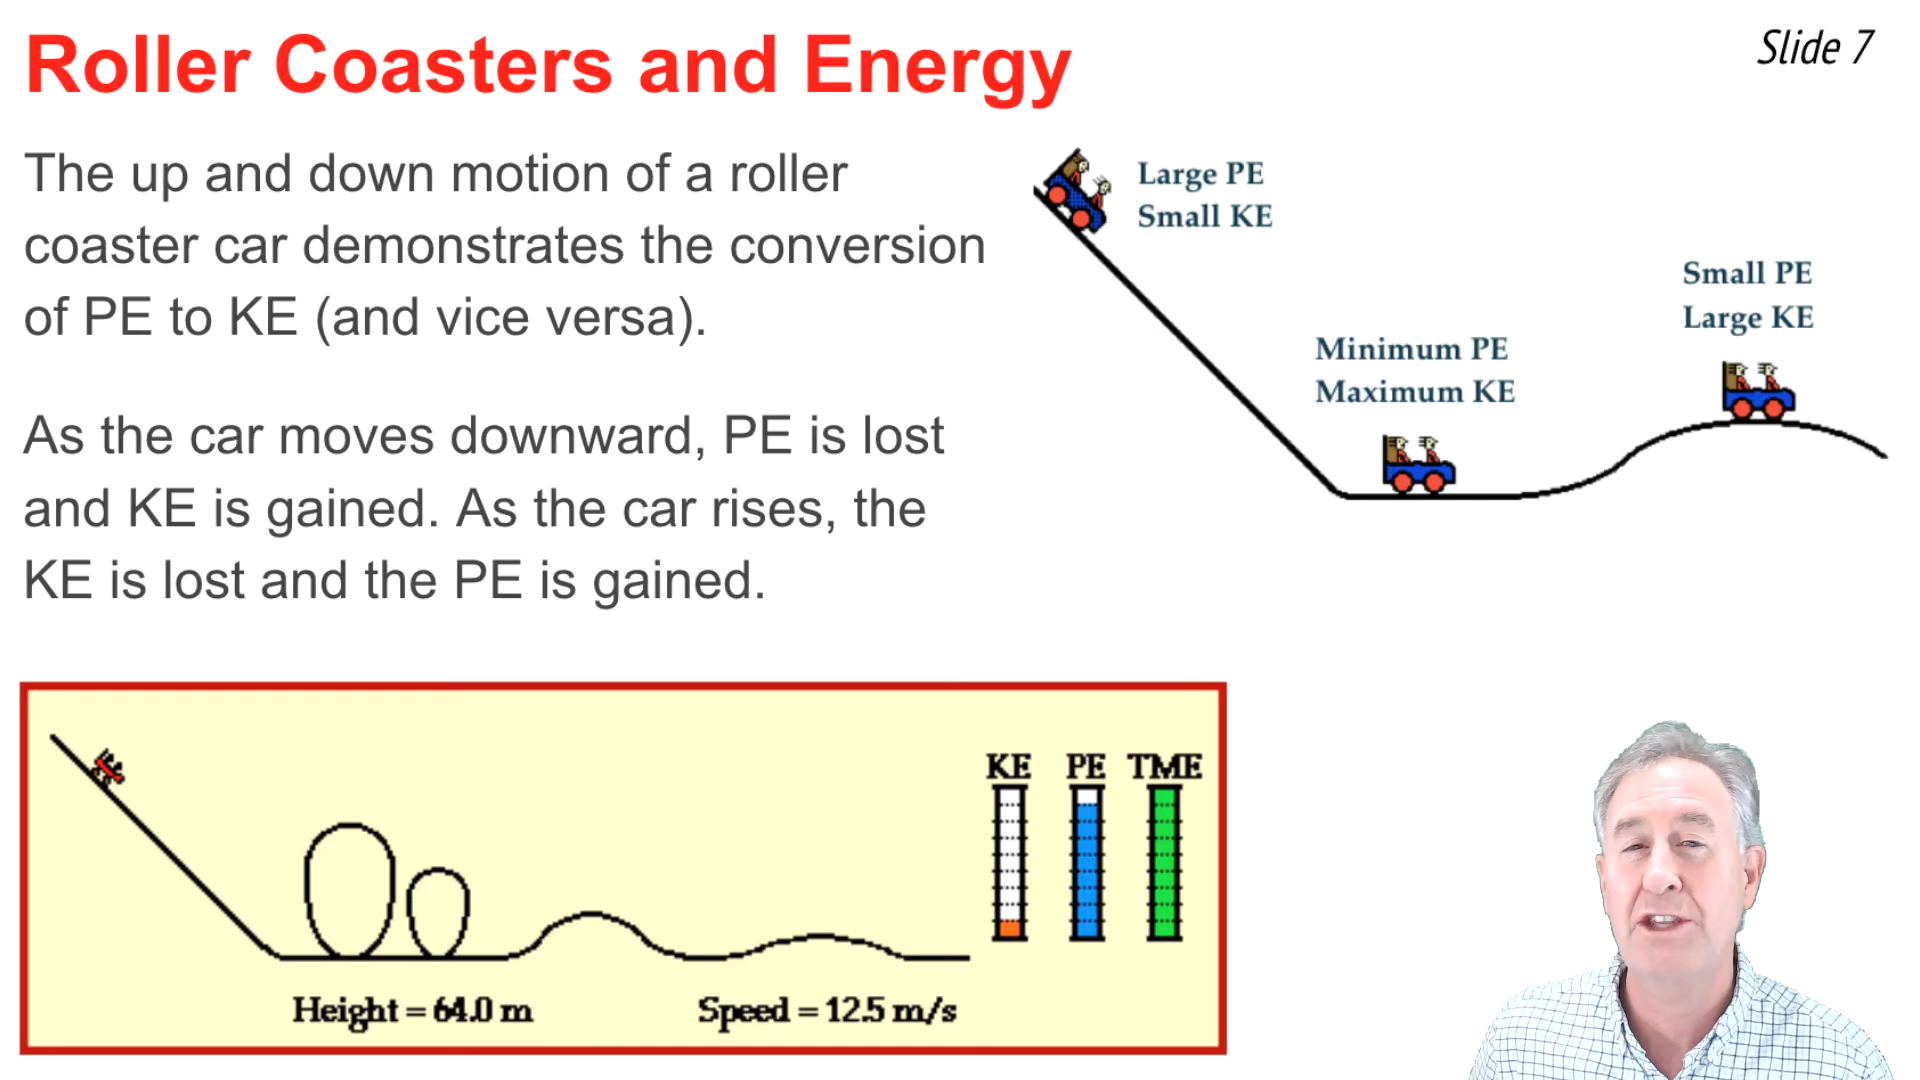 Roller Coasters and Energy
Slide 7
The up and down motion of a roller
coaster car demonstrates the conversion
of PE to KE (and vice versa).
As the car moves downward, PE is lost
and KE is gained. As the car rises, the
KE is lost and the PE is gained.
Large PE
Small KE
Minimum PE
Maximum KE
Small PE
Large KE
KE PE TME
Height = 64.0 m
Speed = 12.5 m/s